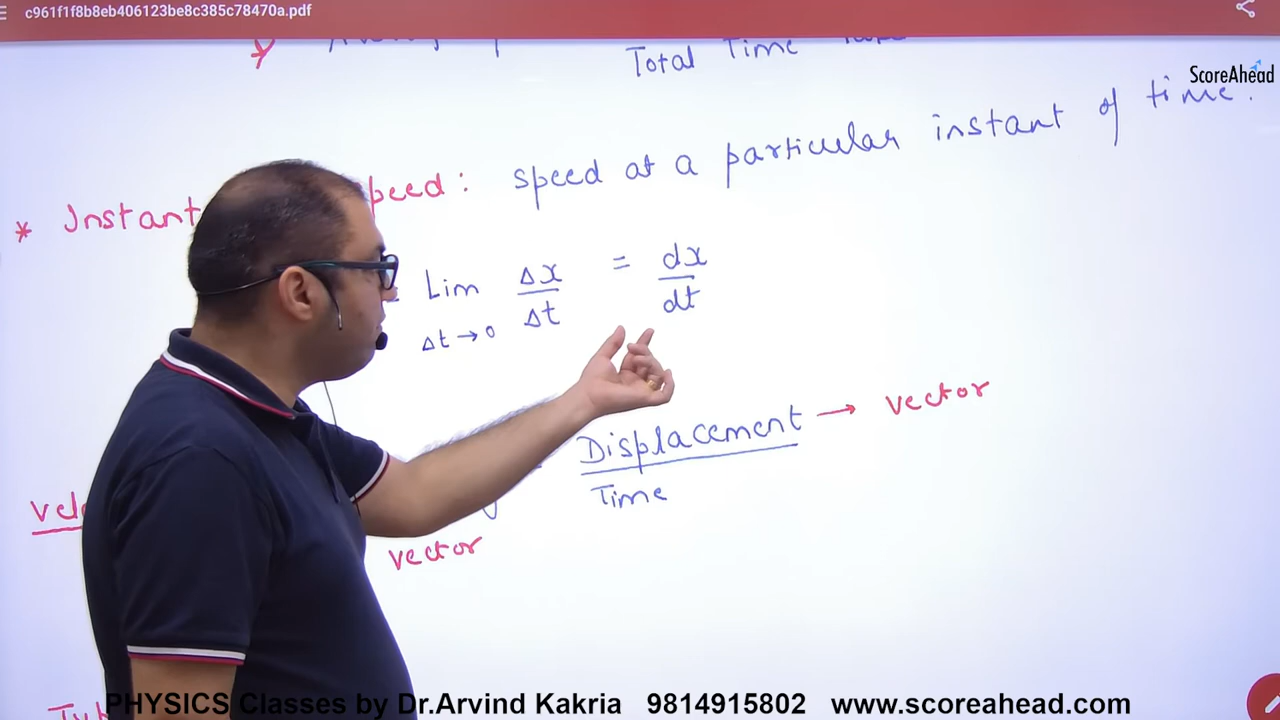 c961f1f8b8eb406123be8c385c78470a.pdf
Total Time
ScoreAhead
* Instant peed : speed at a particular instant of time.
= Lim Δx = dx
Δt→0 Δt dt
Displacement → vector
Time
vector
PHYSICS Classes by Dr.Arvind Kakria 9814915802 www.scoreahead.com